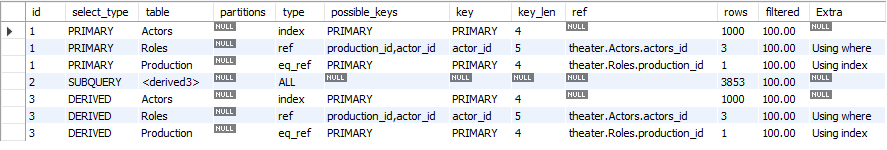 id select_type table partitions type possible_keys key key_len ref rows filtered Extra
1 PRIMARY Actors NULL index PRIMARY PRIMARY 4 NULL 1000 100.00 NULL
1 PRIMARY Roles NULL ref production_id,actor_id actor_id 5 theater.Actors.actors_id 3 100.00 Using where
1 PRIMARY Production NULL eq_ref PRIMARY PRIMARY 4 theater.Roles.production_id 1 100.00 Using index
2 SUBQUERY <derived3> NULL ALL NULL NULL NULL NULL 3853 100.00 NULL
3 DERIVED Actors NULL index PRIMARY PRIMARY 4 NULL 1000 100.00 NULL
3 DERIVED Roles NULL ref production_id,actor_id actor_id 5 theater.Actors.actors_id 3 100.00 Using where
3 DERIVED Production NULL eq_ref PRIMARY PRIMARY 4 theater.Roles.production_id 1 100.00 Using index